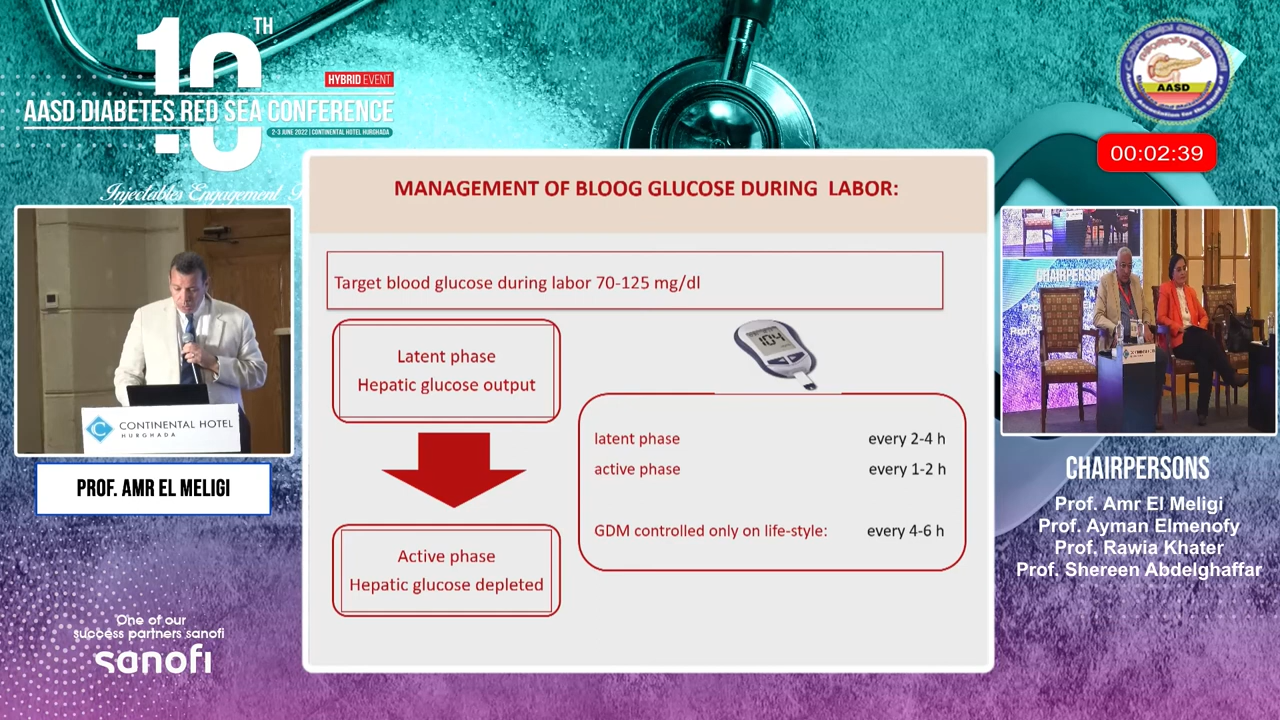 10TH
HYBRID EVENT
AASD DIABETES RED SEA CONFERENCE
2-3 JUNE 2022 | CONTINENTAL HOTEL HURGHADA
Injectables Engagement
AASD
00:02:39
MANAGEMENT OF BLOOG GLUCOSE DURING LABOR:
Target blood glucose during labor 70-125 mg/dl
Latent phase
Hepatic glucose output
104
latent phase every 2-4 h
active phase every 1-2 h
GDM controlled only on life-style: every 4-6 h
Active phase
Hepatic glucose depleted
CONTINENTAL HOTEL
HURGHADA
PROF. AMR EL MELIGI
CHAIRPERSONS
CHAIRPERSONS
Prof. Amr El Meligi
Prof. Ayman Elmenofy
Prof. Rawia Khater
Prof. Shereen Abdelghaffar
One of our
success partners sanofi
sanofi